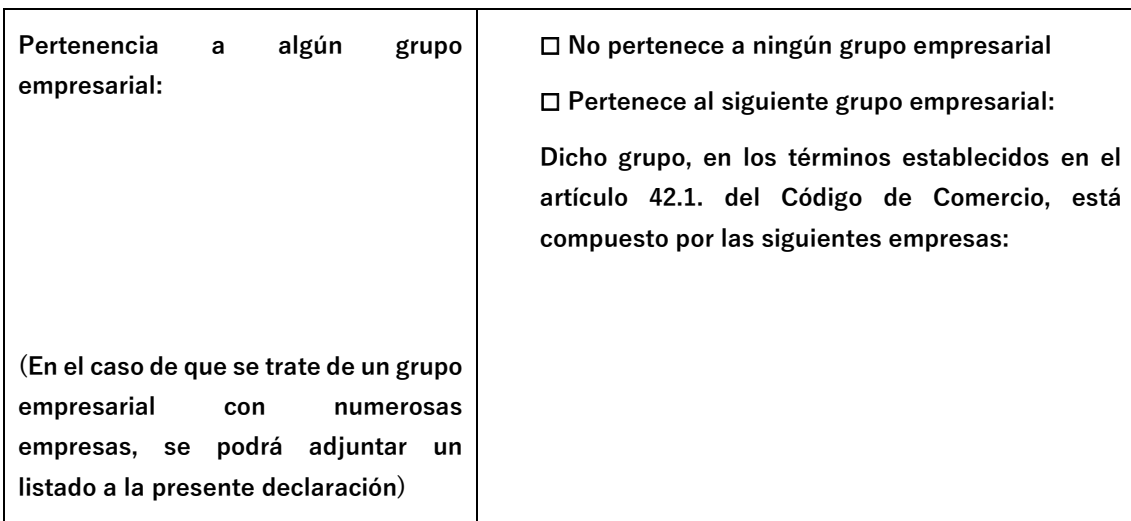 Pertenencia a algún grupo
empresarial:
(En el caso de que se trate de un grupo
empresarial con numerosas
empresas, se podrá adjuntar un
listado a la presente declaración)
☐ No pertenece a ningún grupo empresarial
☐ Pertenece al siguiente grupo empresarial:
Dicho grupo, en los términos establecidos en el
artículo 42.1. del Código de Comercio, está
compuesto por las siguientes empresas: